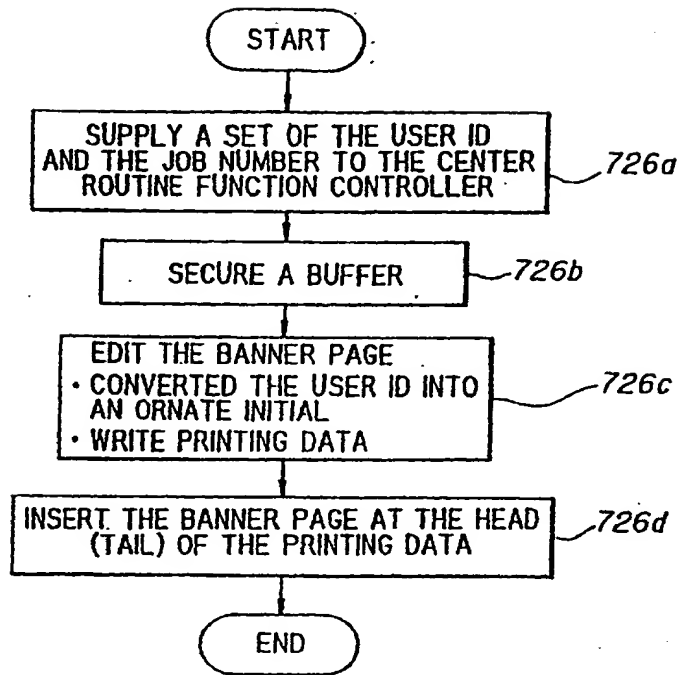 START
SUPPLY A SET OF THE USER ID
AND THE JOB NUMBER TO THE CENTER
ROUTINE FUNCTION CONTROLLER
726a
SECURE A BUFFER
726b
EDIT THE BANNER PAGE
• CONVERTED THE USER ID INTO
AN ORNATE INITIAL
• WRITE PRINTING DATA
726c
INSERT THE BANNER PAGE AT THE HEAD
(TAIL) OF THE PRINTING DATA
726d
END